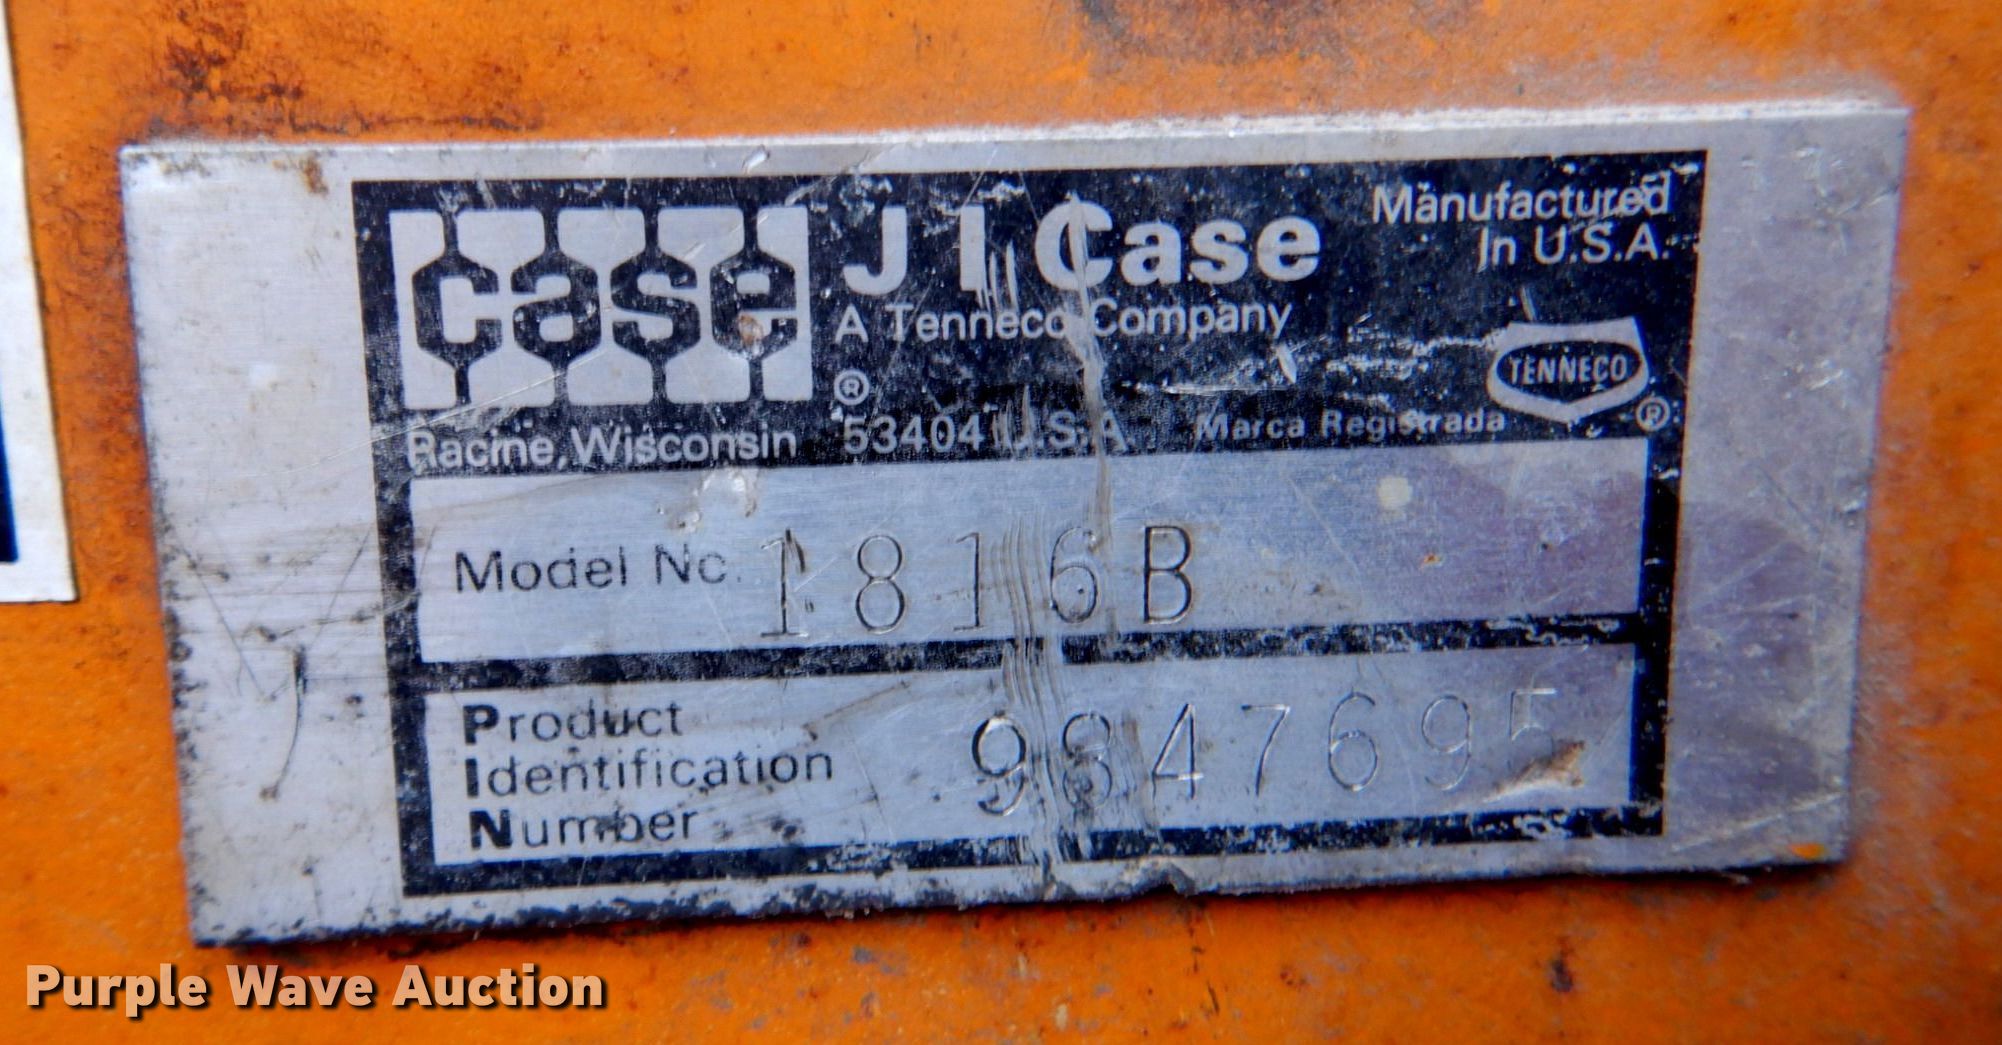 case
J I Case
A Tenneco Company
®
Manufactured
In U.S.A.
TENNECO
®
Racine, Wisconsin 53404 U.S.A.
Marca Registrada
Model No. 1816B
Product
Identification
Number
9847695
Purple Wave Auction